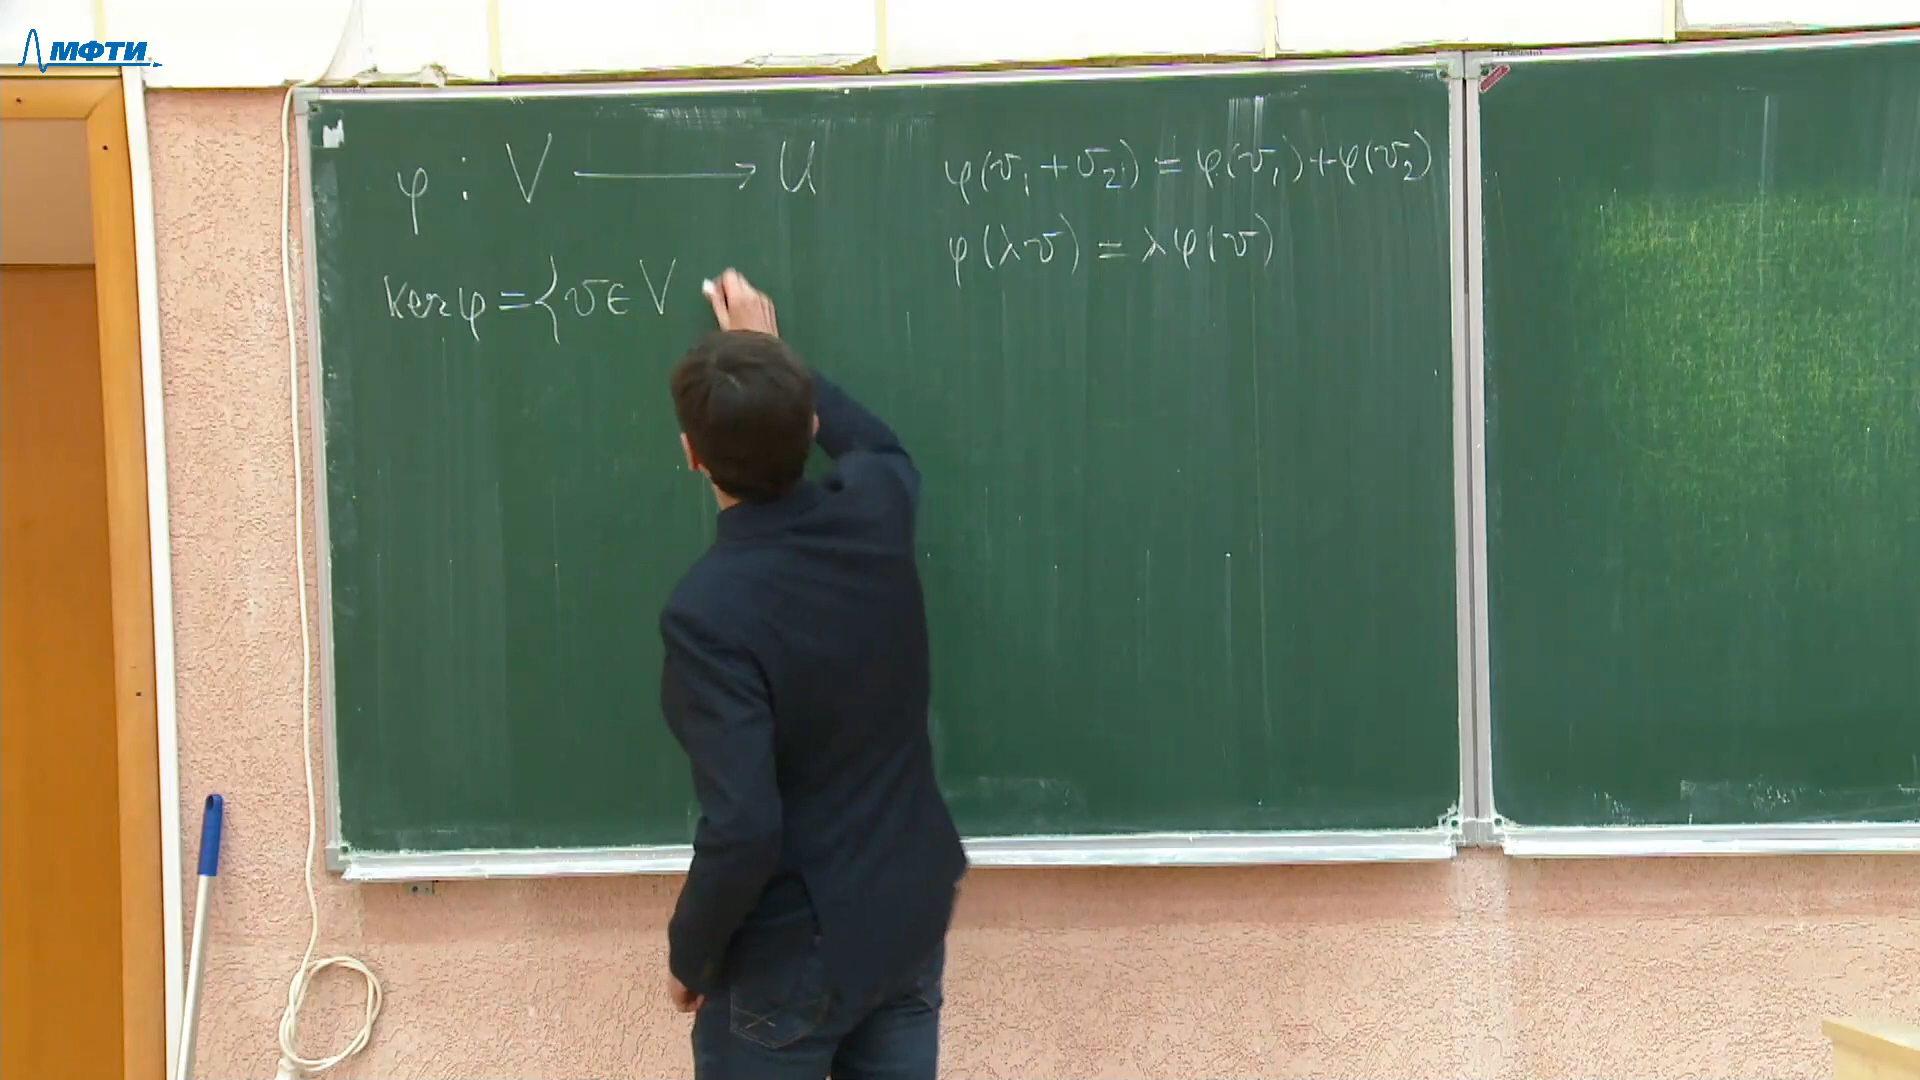 МФТИ
φ : V ⟶ U
ker φ = { v ∈ V
φ(v₁ + v₂) = φ(v₁) + φ(v₂)
φ(λv) = λφ(v)